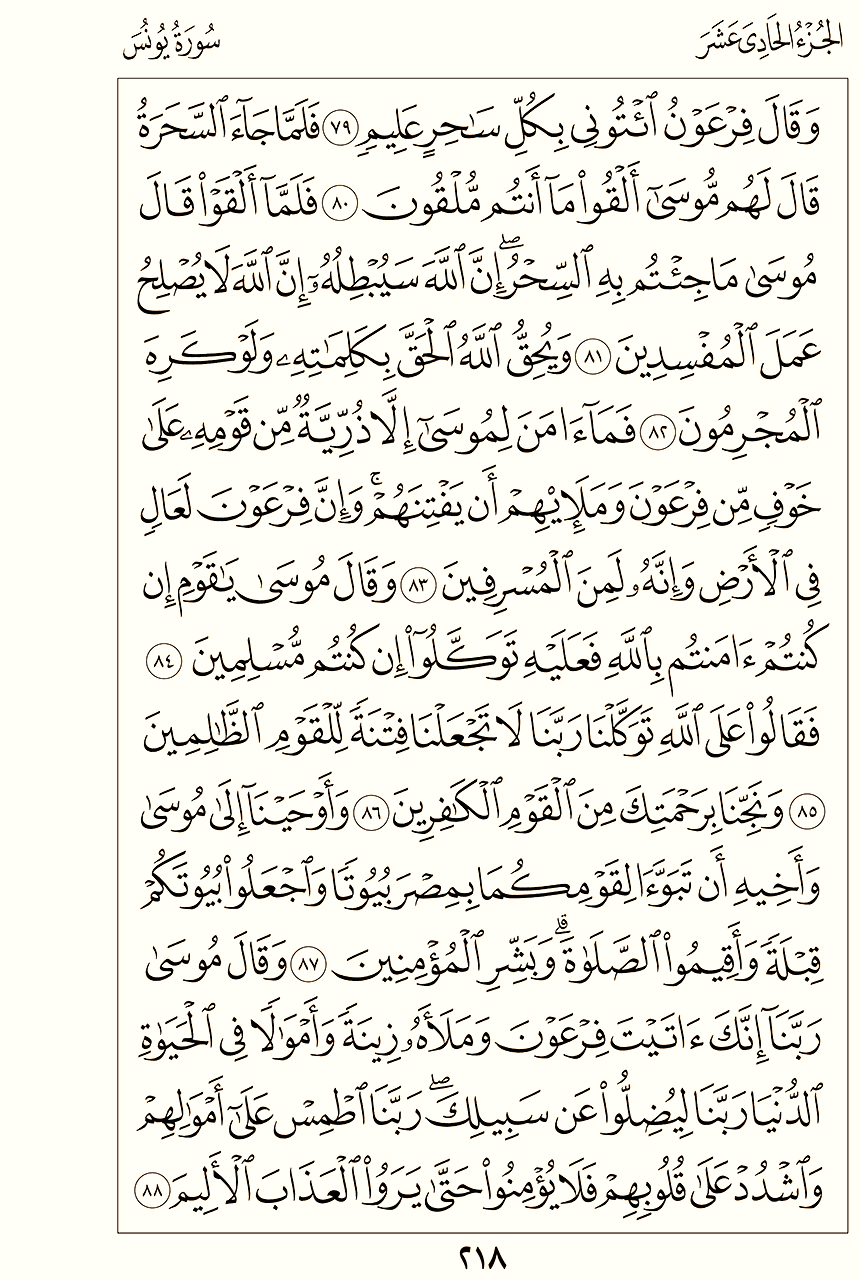 الجُزْءُ الحَادِىَ عَشَرَ
سُورَةُ يُونُسَ
وَقَالَ فِرْعَوْنُ ٱئْتُونِى بِكُلِّ سَـٰحِرٍ عَلِيمٍ ٧٩ فَلَمَّا جَآءَ ٱلسَّحَرَةُ
قَالَ لَهُم مُّوسَىٰٓ أَلْقُوا۟ مَآ أَنتُم مُّلْقُونَ ٨٠ فَلَمَّآ أَلْقَوْا۟ قَالَ
مُوسَىٰ مَا جِئْتُم بِهِ ٱلسِّحْرُ ۖ إِنَّ ٱللَّهَ سَيُبْطِلُهُۥٓ إِنَّ ٱللَّهَ لَا يُصْلِحُ
عَمَلَ ٱلْمُفْسِدِينَ ٨١ وَيُحِقُّ ٱللَّهُ ٱلْحَقَّ بِكَلِمَـٰتِهِۦ وَلَوْ كَرِهَ
ٱلْمُجْرِمُونَ ٨٢ فَمَآ ءَامَنَ لِمُوسَىٰٓ إِلَّا ذُرِّيَّةٌ مِّن قَوْمِهِۦ عَلَىٰ
خَوْفٍ مِّن فِرْعَوْنَ وَمَلَإِي۟هِمْ أَن يَفْتِنَهُمْ ۚ وَإِنَّ فِرْعَوْنَ لَعَالٍ
فِى ٱلْأَرْضِ وَإِنَّهُۥ لَمِنَ ٱلْمُسْرِفِينَ ٨٣ وَقَالَ مُوسَىٰ يَـٰقَوْمِ إِن
كُنتُمْ ءَامَنتُم بِٱللَّهِ فَعَلَيْهِ تَوَكَّلُوٓا۟ إِن كُنتُم مُّسْلِمِينَ ٨٤
فَقَالُوا۟ عَلَى ٱللَّهِ تَوَكَّلْنَا رَبَّنَا لَا تَجْعَلْنَا فِتْنَةً لِّلْقَوْمِ ٱلظَّـٰلِمِينَ
٨٥ وَنَجِّنَا بِرَحْمَتِكَ مِنَ ٱلْقَوْمِ ٱلْكَـٰفِرِينَ ٨٦ وَأَوْحَيْنَآ إِلَىٰ مُوسَىٰ
وَأَخِيهِ أَن تَبَوَّءَا لِقَوْمِكُمَا بِمِصْرَ بُيُوتًا وَٱجْعَلُوا۟ بُيُوتَكُمْ
قِبْلَةً وَأَقِيمُوا۟ ٱلصَّلَوٰةَ ۗ وَبَشِّرِ ٱلْمُؤْمِنِينَ ٨٧ وَقَالَ مُوسَىٰ
رَبَّنَآ إِنَّكَ ءَاتَيْتَ فِرْعَوْنَ وَمَلَأَهُۥ زِينَةً وَأَمْوَٰلًا فِى ٱلْحَيَوٰةِ
ٱلدُّنْيَا رَبَّنَا لِيُضِلُّوا۟ عَن سَبِيلِكَ ۖ رَبَّنَا ٱطْمِسْ عَلَىٰٓ أَمْوَٰلِهِمْ
وَٱشْدُدْ عَلَىٰ قُلُوبِهِمْ فَلَا يُؤْمِنُوا۟ حَتَّىٰ يَرَوُا۟ ٱلْعَذَابَ ٱلْأَلِيمَ ٨٨
٢١٨